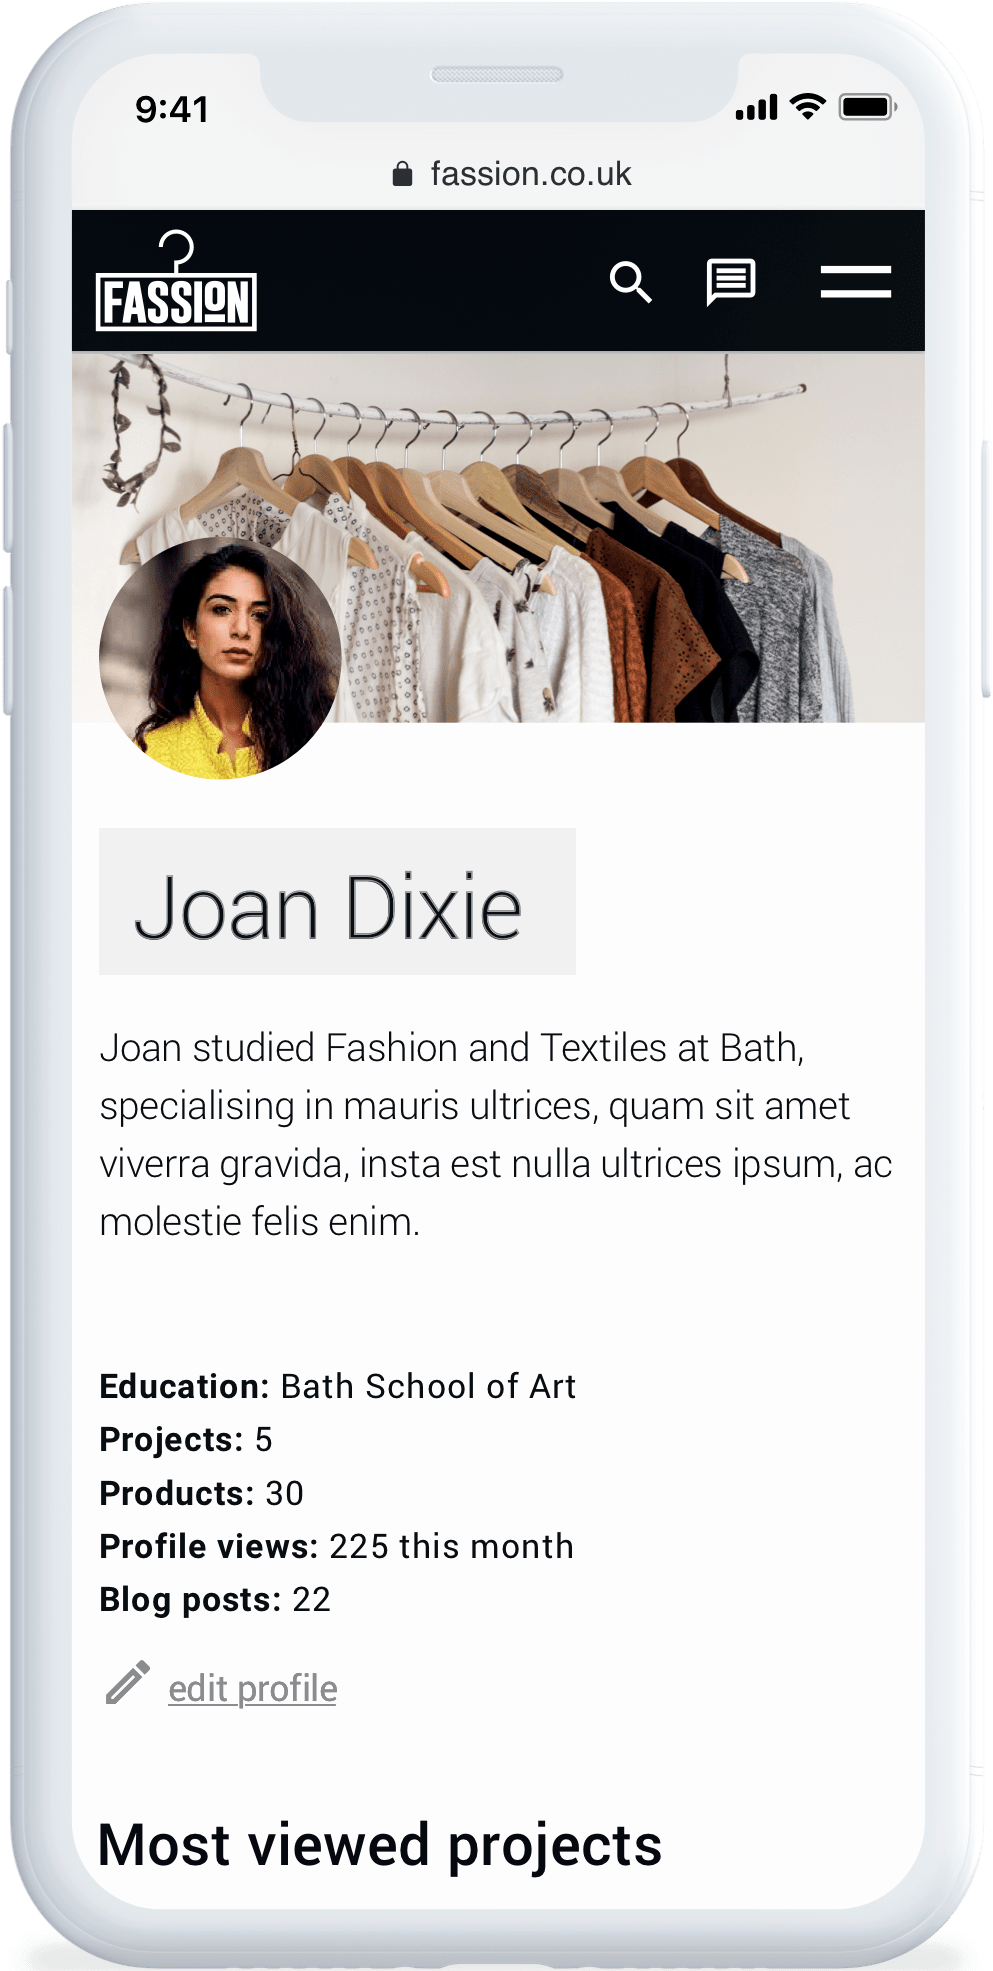 9:41
fassion.co.uk
FASSION
Joan Dixie
Joan studied Fashion and Textiles at Bath,
specialising in mauris ultrices, quam sit amet
viverra gravida, insta est nulla ultrices ipsum, ac
molestie felis enim.
Education: Bath School of Art
Projects: 5
Products: 30
Profile views: 225 this month
Blog posts: 22
edit profile
Most viewed projects